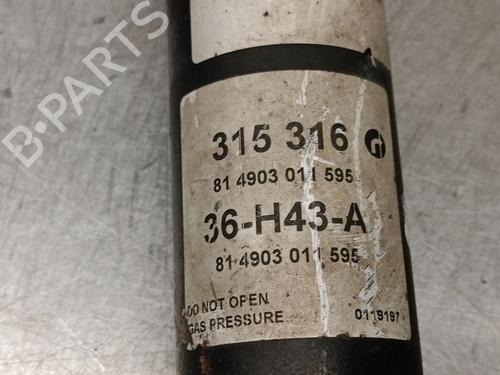 B-PARTS
315 316
81 4903 011 595
36-H43-A
81 4903 011 595
DO NOT OPEN
GAS PRESSURE
0119197